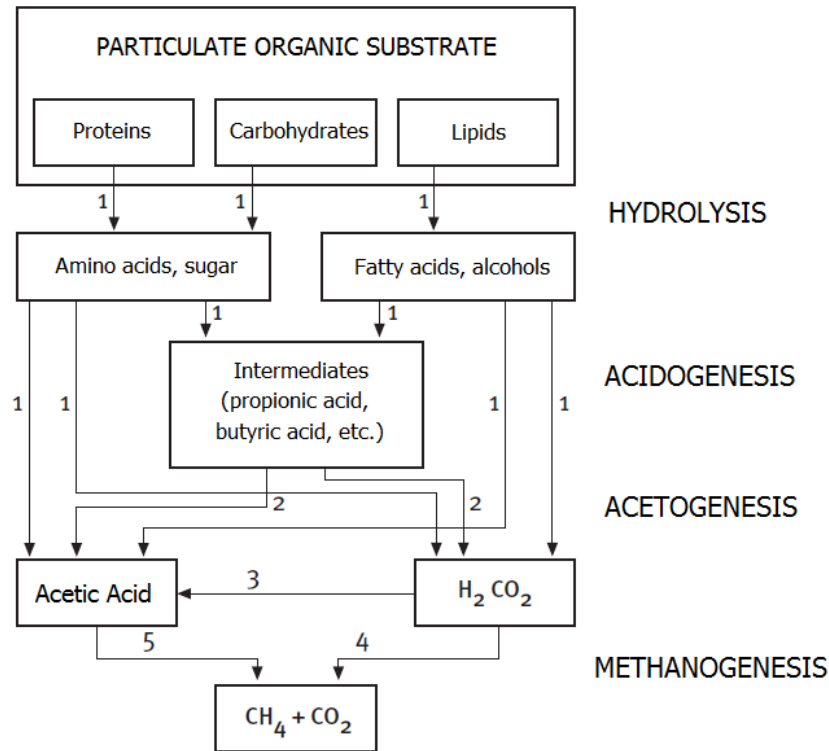 PARTICULATE ORGANIC SUBSTRATE
Proteins
Carbohydrates
Lipids
1
1
1
HYDROLYSIS
Amino acids, sugar
Fatty acids, alcohols
1
1
Intermediates
(propionic acid,
butyric acid, etc.)
ACIDOGENESIS
1
1
1
1
2
2
ACETOGENESIS
Acetic Acid
3
H₂ CO₂
5
4
METHANOGENESIS
CH₄ + CO₂